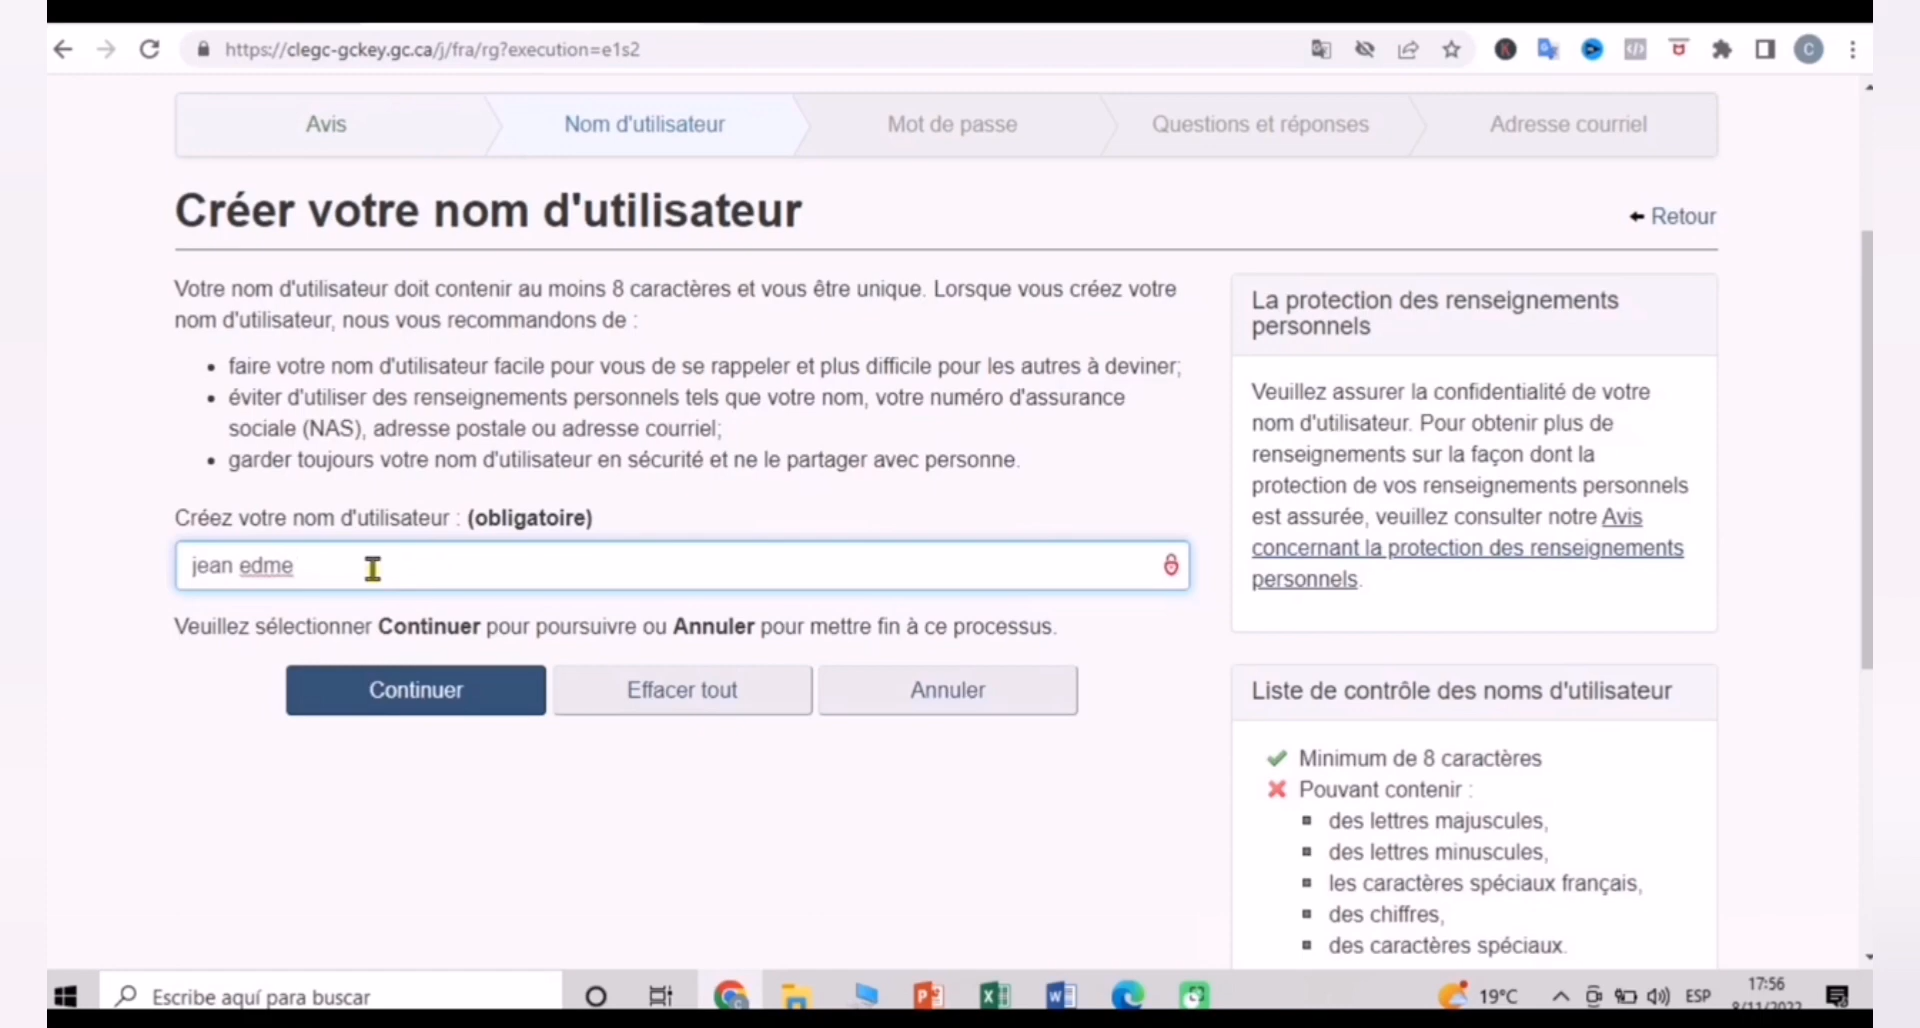 https://clegc-gckey.gc.ca/j/fra/rg?execution=e1s2
C
Avis
Nom d'utilisateur
Mot de passe
Questions et réponses
Adresse courriel
Créer votre nom d'utilisateur
Retour
Votre nom d'utilisateur doit contenir au moins 8 caractères et vous être unique. Lorsque vous créez votre
nom d'utilisateur, nous vous recommandons de :
faire votre nom d'utilisateur facile pour vous de se rappeler et plus difficile pour les autres à deviner;
éviter d'utiliser des renseignements personnels tels que votre nom, votre numéro d'assurance
sociale (NAS), adresse postale ou adresse courriel;
garder toujours votre nom d'utilisateur en sécurité et ne le partager avec personne.
Créez votre nom d'utilisateur : (obligatoire)
jean edme
Veuillez sélectionner Continuer pour poursuivre ou Annuler pour mettre fin à ce processus.
Continuer
Effacer tout
Annuler
La protection des renseignements
personnels
Veuillez assurer la confidentialité de votre
nom d'utilisateur. Pour obtenir plus de
renseignements sur la façon dont la
protection de vos renseignements personnels
est assurée, veuillez consulter notre Avis
concernant la protection des renseignements
personnels.
Liste de contrôle des noms d'utilisateur
Minimum de 8 caractères
Pouvant contenir :
des lettres majuscules,
des lettres minuscules,
les caractères spéciaux français,
des chiffres,
des caractères spéciaux.
Escribe aquí para buscar
19°C
ESP
17:56